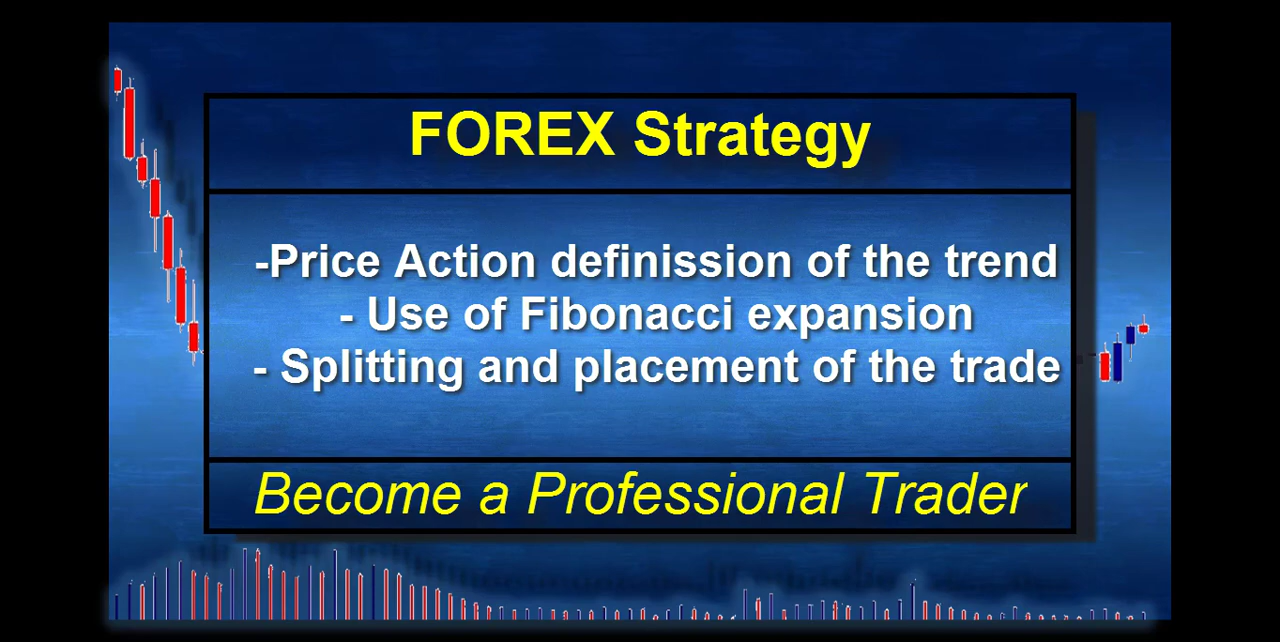 FOREX Strategy
-Price Action definission of the trend
- Use of Fibonacci expansion
- Splitting and placement of the trade
Become a Professional Trader